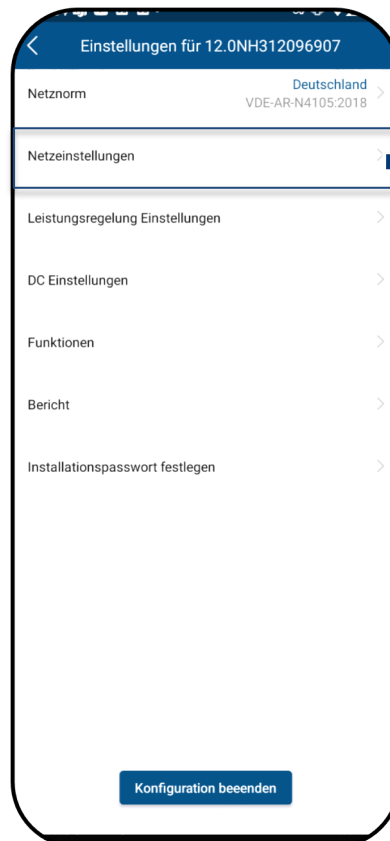 Einstellungen für 12.0NH312096907
Netznorm
Deutschland
VDE-AR-N4105:2018
Netzeinstellungen
Leistungsregelung Einstellungen
DC Einstellungen
Funktionen
Bericht
Installationspasswort festlegen
Konfiguration beeenden